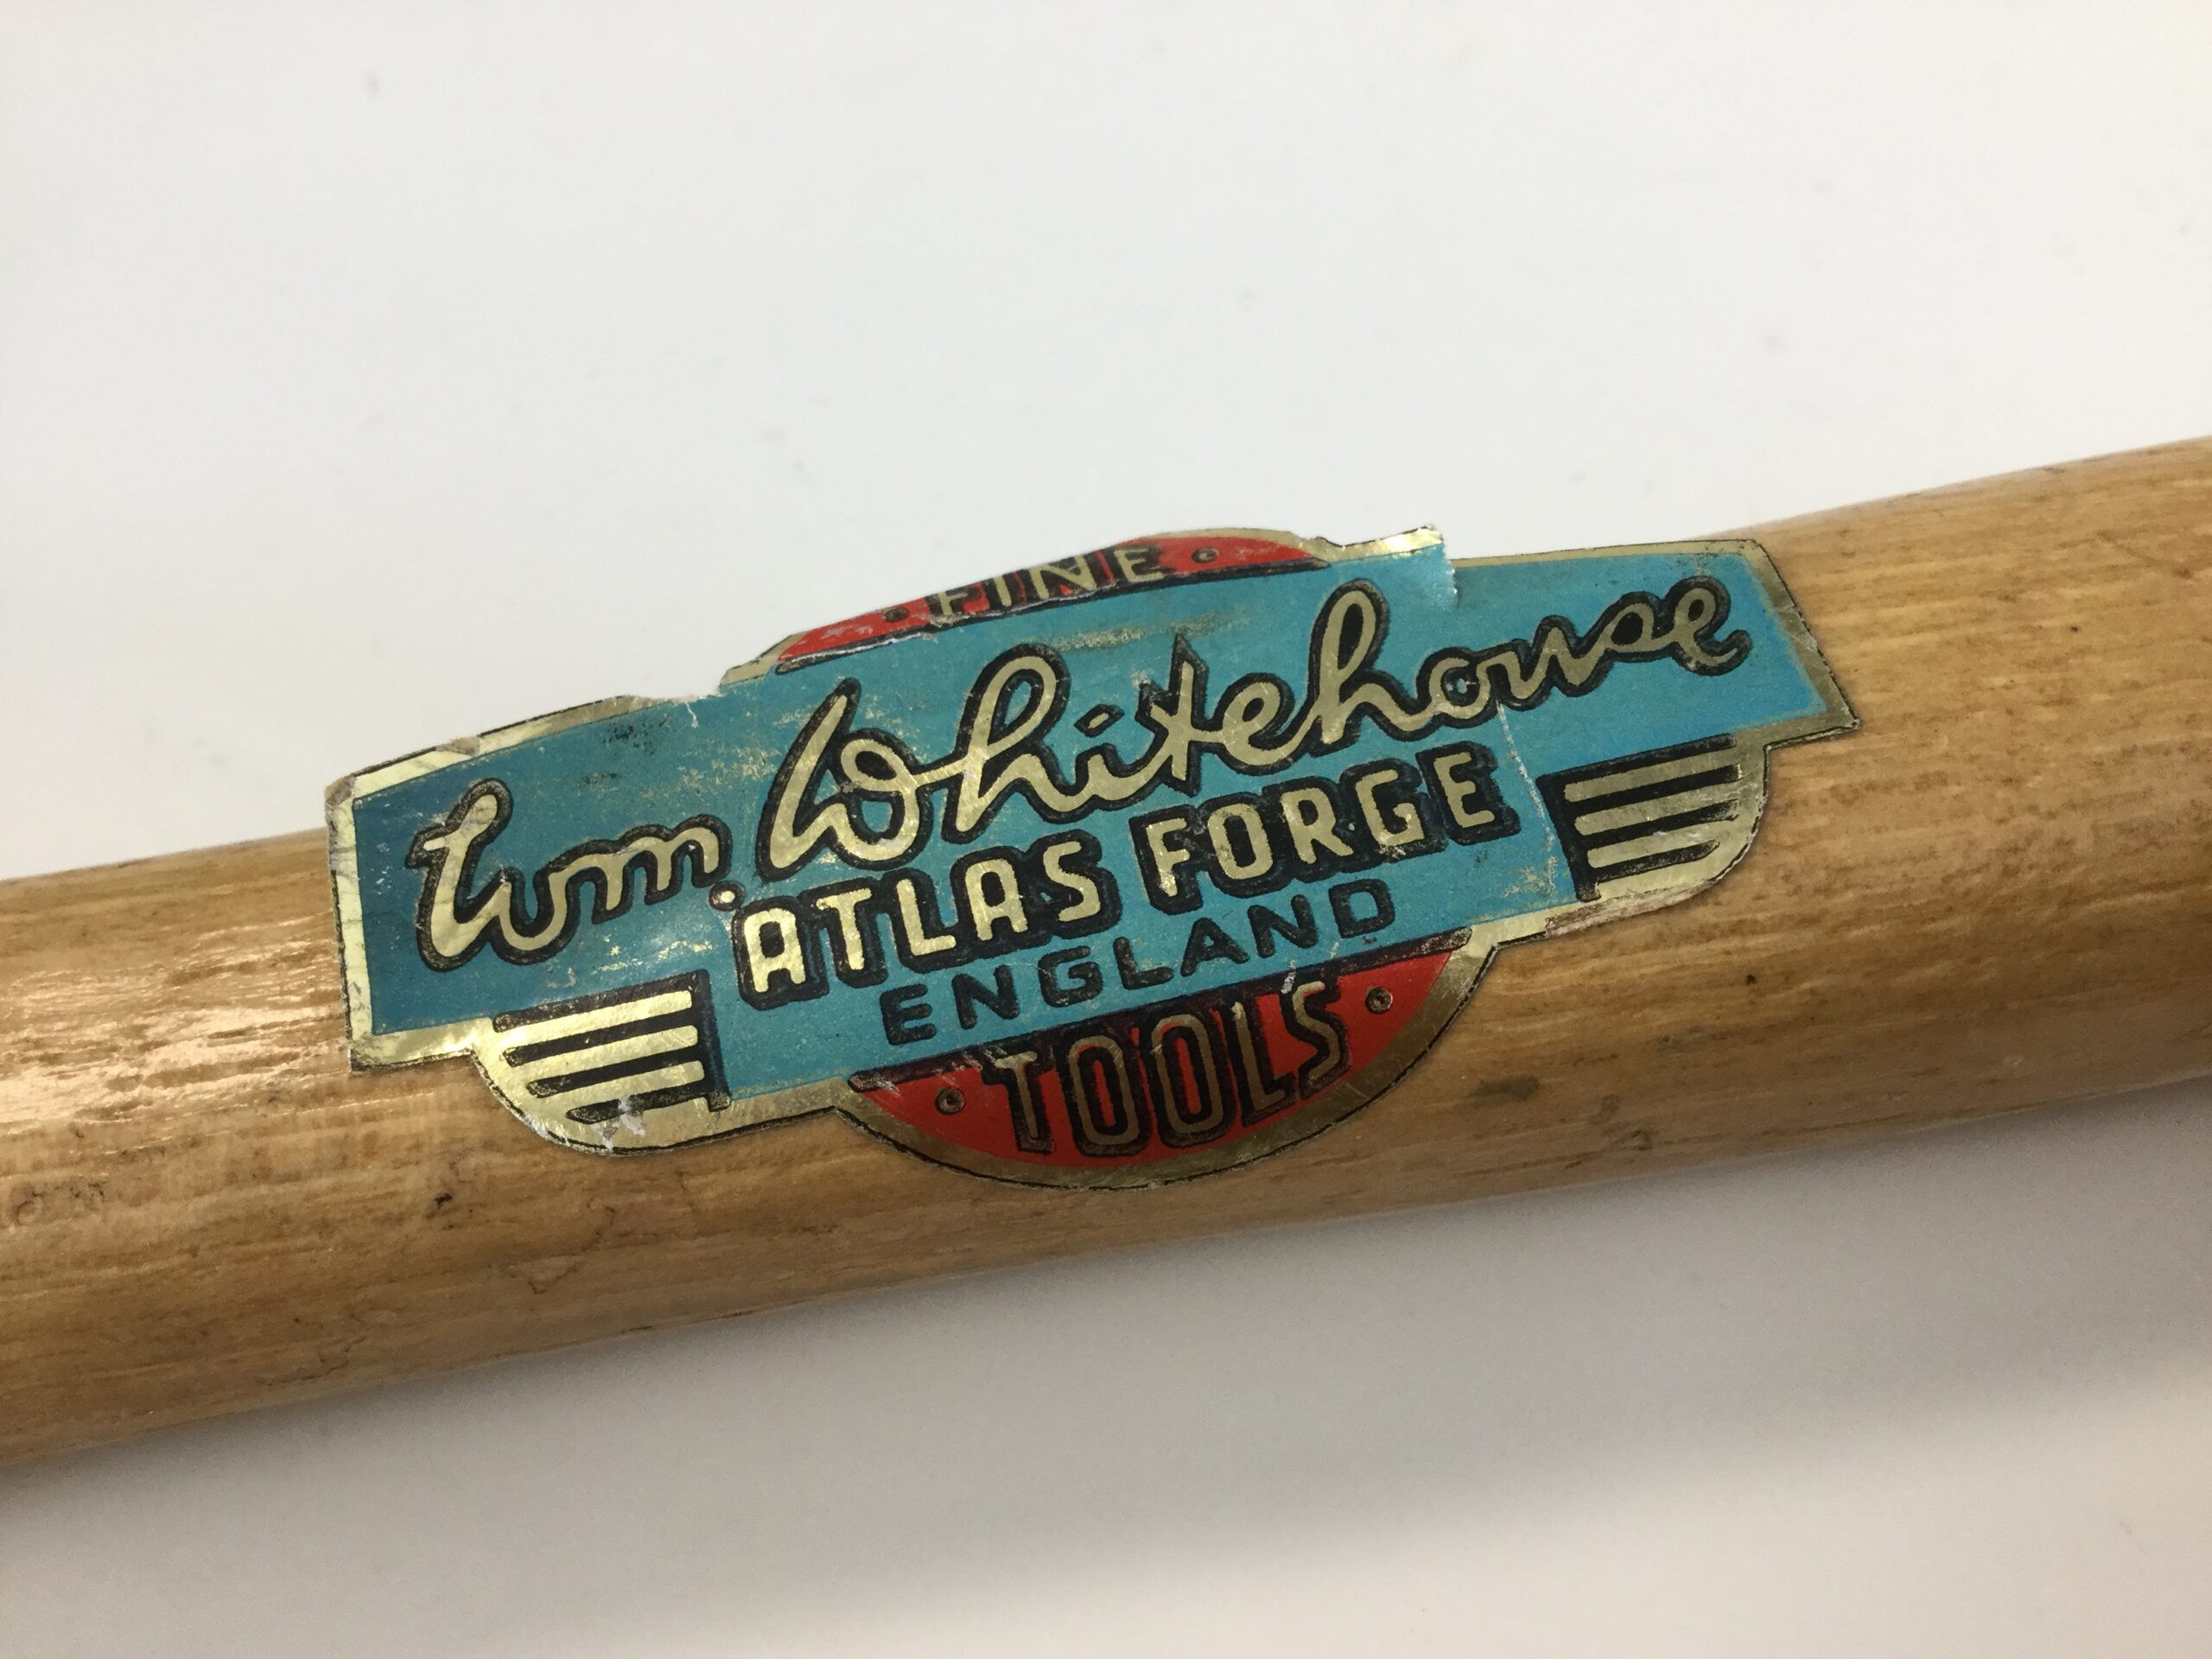 FINE
Wm. Whitehouse
ATLAS FORGE
ENGLAND
TOOLS